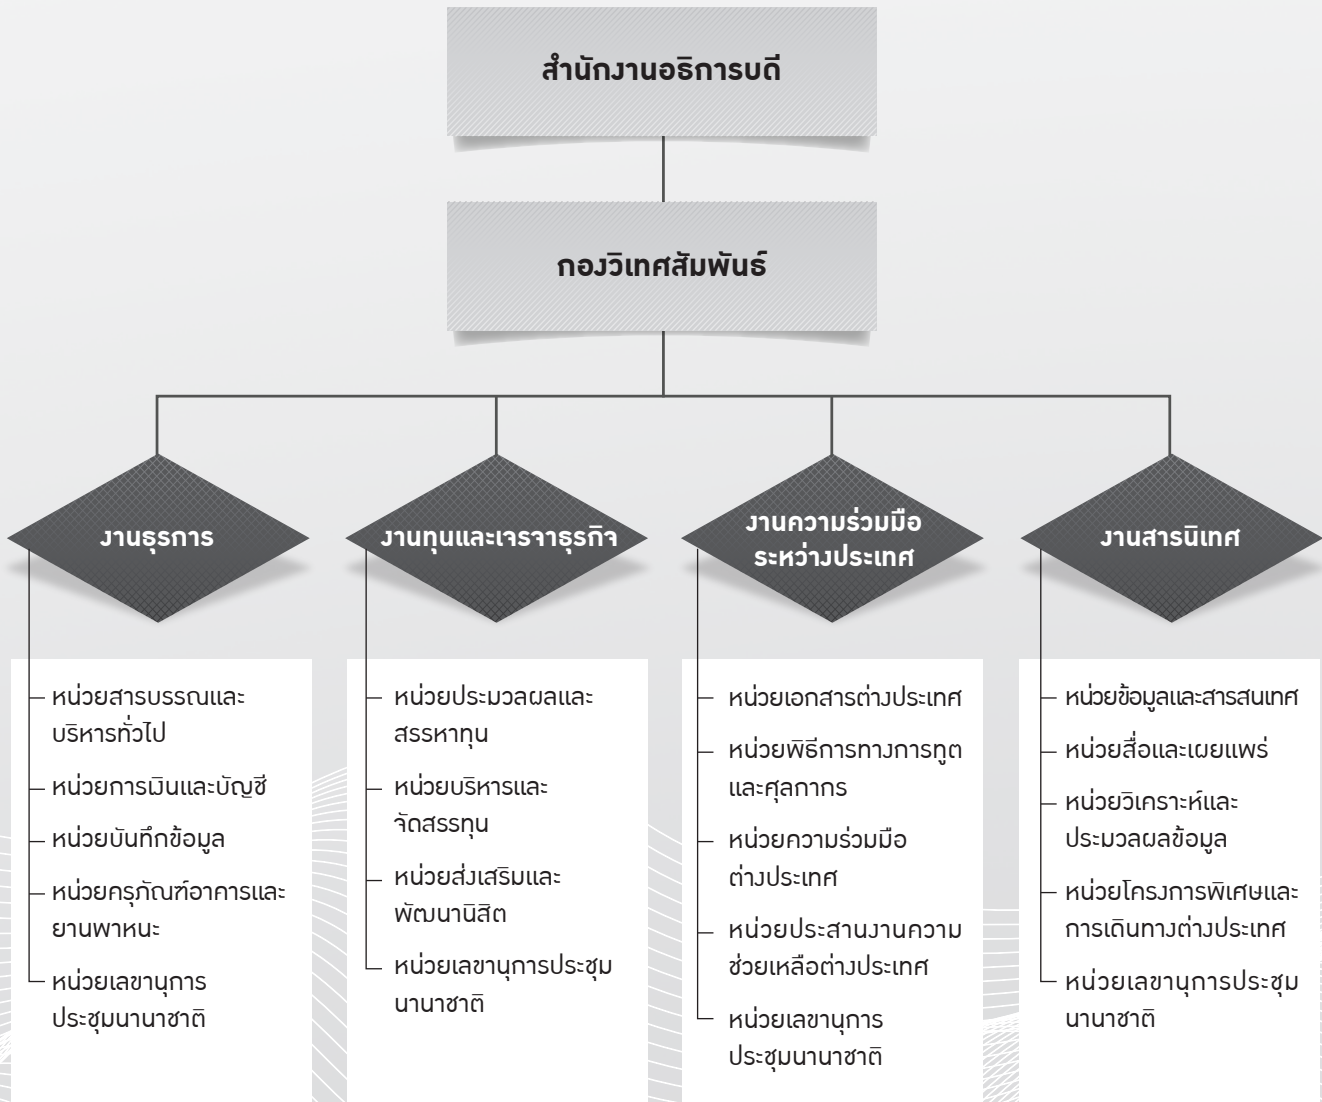 สำนักงานอธิการบดี
กองวิเทศสัมพันธ์
งานธุรการ
หน่วยสารบรรณและ
บริหารทั่วไป
หน่วยการเงินและบัญชี
หน่วยบันทึกข้อมูล
หน่วยครุภัณฑ์อาคารและ
ยานพาหนะ
หน่วยเลขานุการ
ประชุมนานาชาติ
งานทุนและเจรจาธุรกิจ
หน่วยประมวลผลและ
สรรหาทุน
หน่วยบริหารและ
จัดสรรทุน
หน่วยส่งเสริมและ
พัฒนานิสิต
หน่วยเลขานุการประชุม
นานาชาติ
งานความร่วมมือ
ระหว่างประเทศ
หน่วยเอกสารต่างประเทศ
หน่วยพิธีการทางการทูต
และศุลกากร
หน่วยความร่วมมือ
ต่างประเทศ
หน่วยประสานงานความ
ช่วยเหลือต่างประเทศ
หน่วยเลขานุการ
ประชุมนานาชาติ
งานสารนิเทศ
หน่วยข้อมูลและสารสนเทศ
หน่วยสื่อและเผยแพร่
หน่วยวิเคราะห์และ
ประมวลผลข้อมูล
หน่วยโครงการพิเศษและ
การเดินทางต่างประเทศ
หน่วยเลขานุการประชุม
นานาชาติ